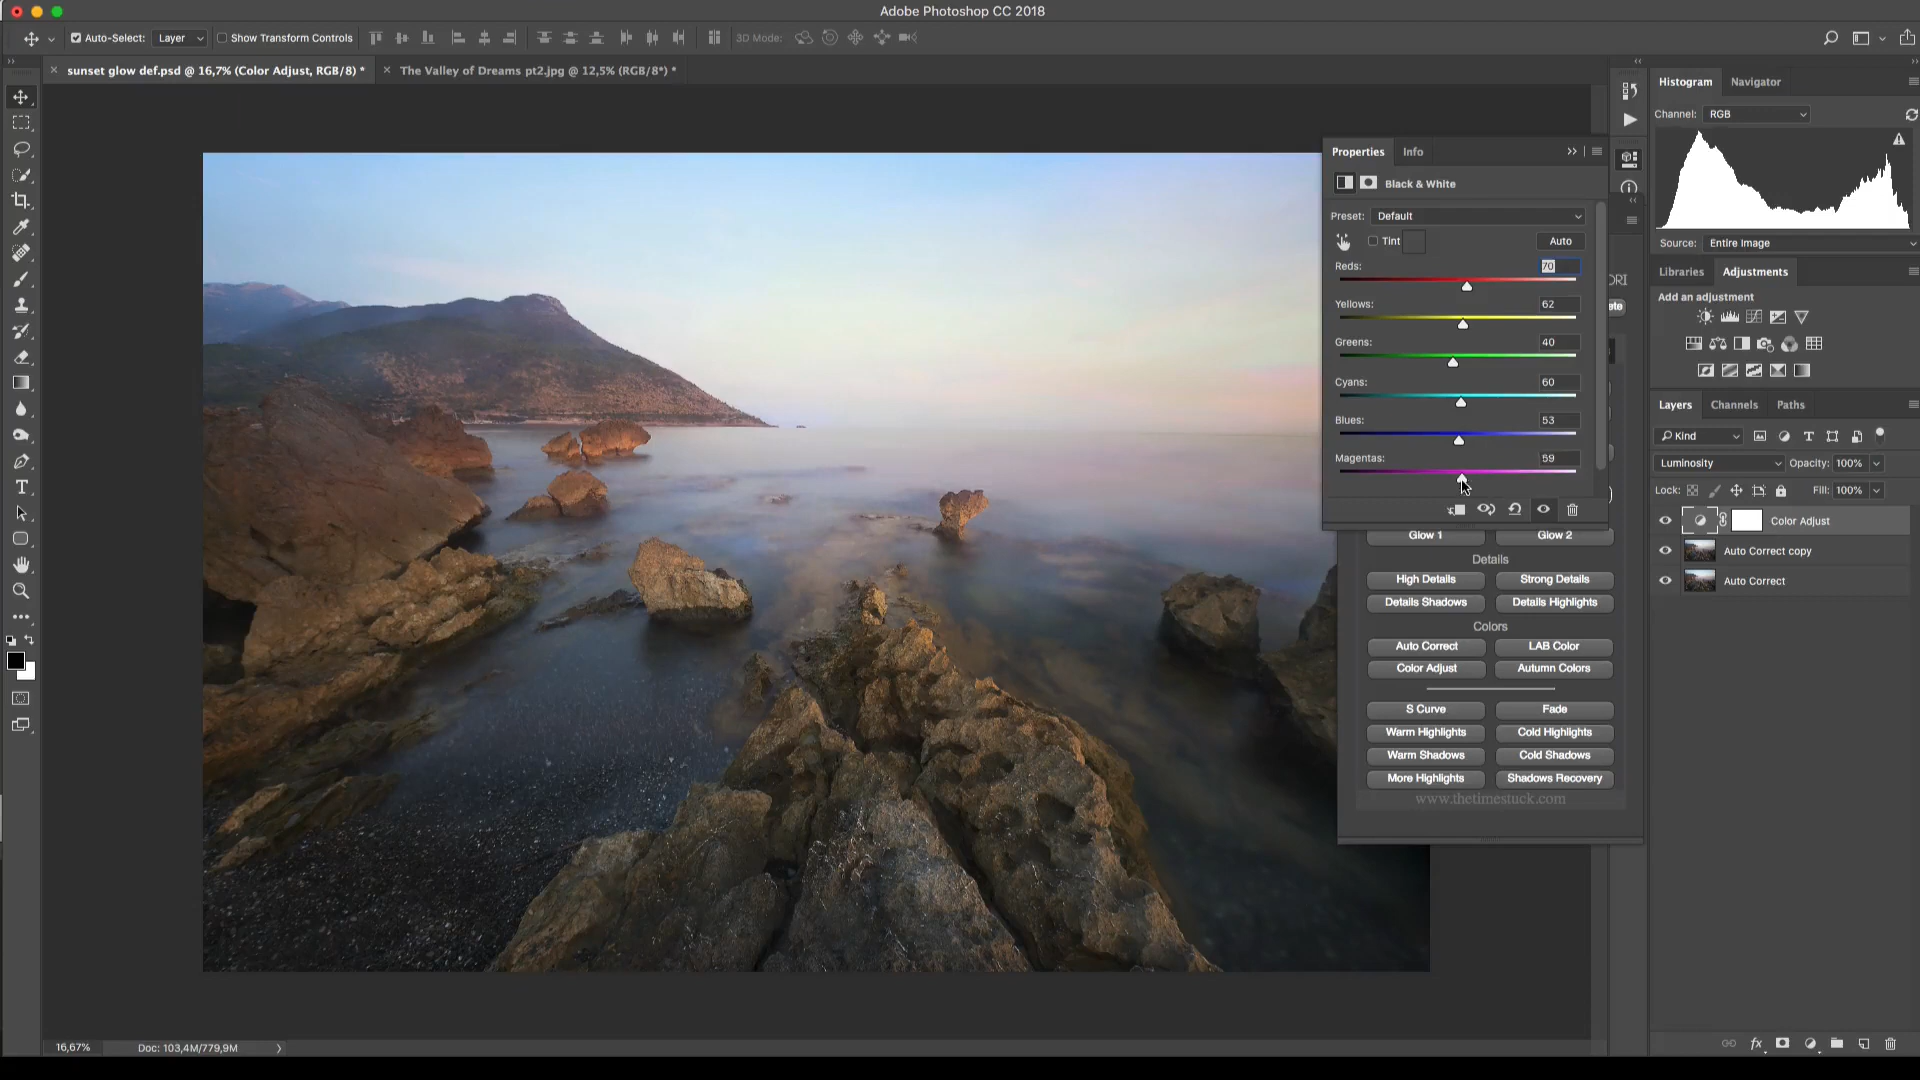 Adobe Photoshop CC 2018
Auto-Select: Layer Show Transform Controls 3D Mode:
sunset glow def.psd @ 16,7% (Color Adjust, RGB/8) * The Valley of Dreams pt2.jpg @ 12,5% (RGB/8*) *
Histogram Navigator
Channel: RGB
Source: Entire Image
Libraries Adjustments
Add an adjustment
Layers Channels Paths
Kind
Luminosity Opacity: 100%
Lock: Fill: 100%
Color Adjust
Auto Correct copy
Auto Correct
Properties Info
Black & White
Preset: Default
Tint Auto
Reds: 70
Yellows: 62
Greens: 40
Cyans: 60
Blues: 53
Magentas: 59
Glow 1 Glow 2
Details
High Details Strong Details
Details Shadows Details Highlights
Colors
Auto Correct LAB Color
Color Adjust Autumn Colors
S Curve Fade
Warm Highlights Cold Highlights
Warm Shadows Cold Shadows
More Highlights Shadows Recovery
www.thetimestuck.com
16,67% Doc: 103,4M/779,9M